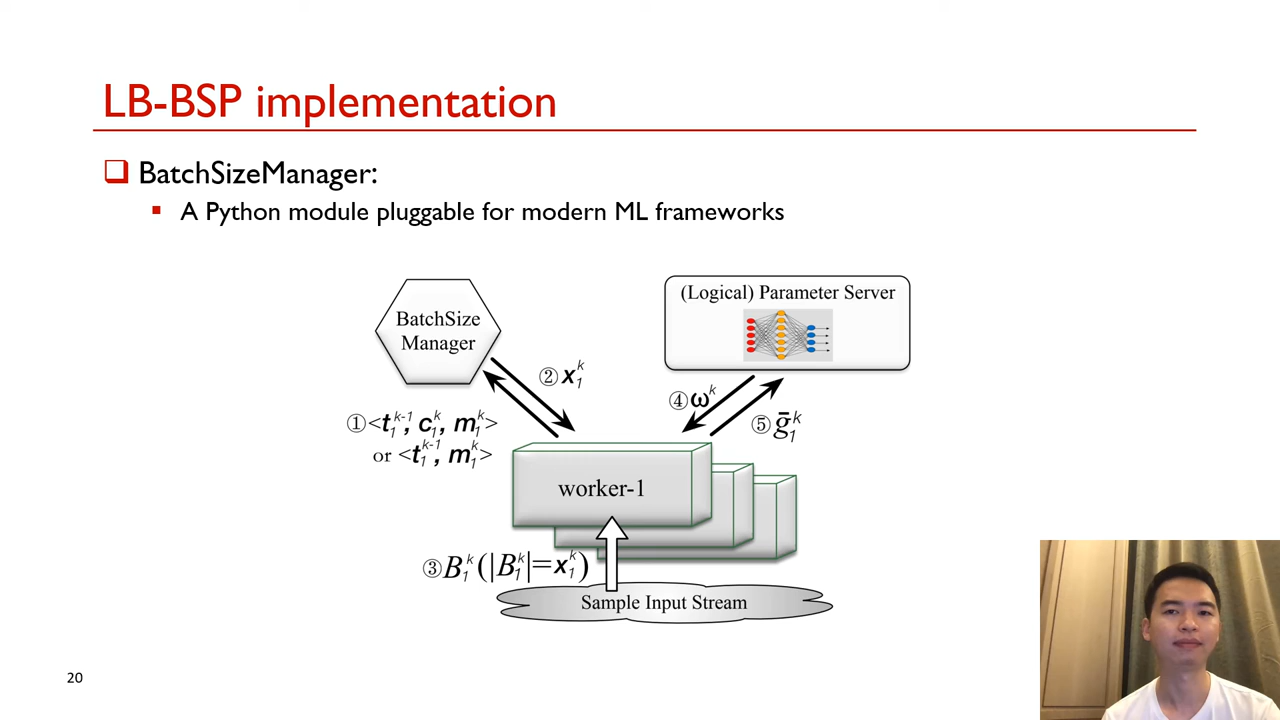 LB-BSP implementation
❑ BatchSizeManager:
▪ A Python module pluggable for modern ML frameworks
BatchSize
Manager
(Logical) Parameter Server
② x₁ᵏ
④ ωᵏ
① <t₁ᵏ⁻¹, c₁ᵏ, m₁ᵏ>
or <t₁ᵏ⁻¹, m₁ᵏ>
⑤ ḡ₁ᵏ
worker-1
③ B₁ᵏ (|B₁ᵏ|=x₁ᵏ)
Sample Input Stream
20